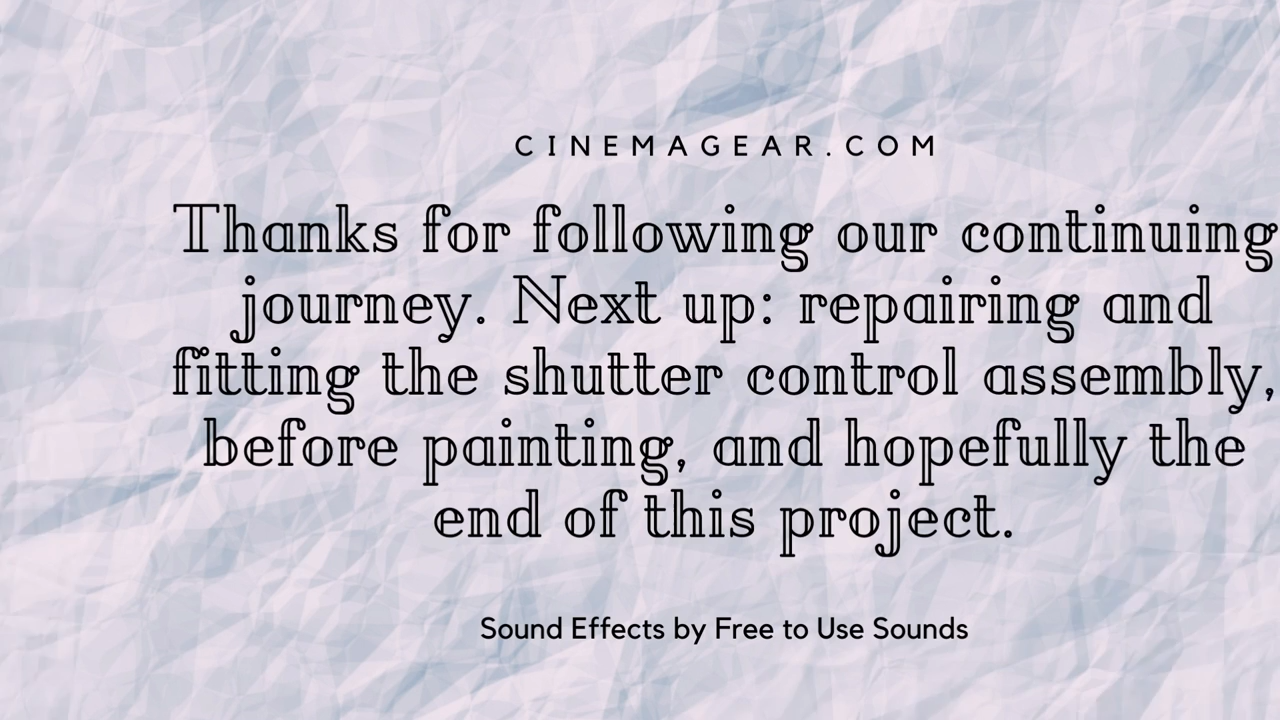 CINEMAGEAR.COM
Thanks for following our continuing
journey. Next up: repairing and
fitting the shutter control assembly,
before painting, and hopefully the
end of this project.
Sound Effects by Free to Use Sounds